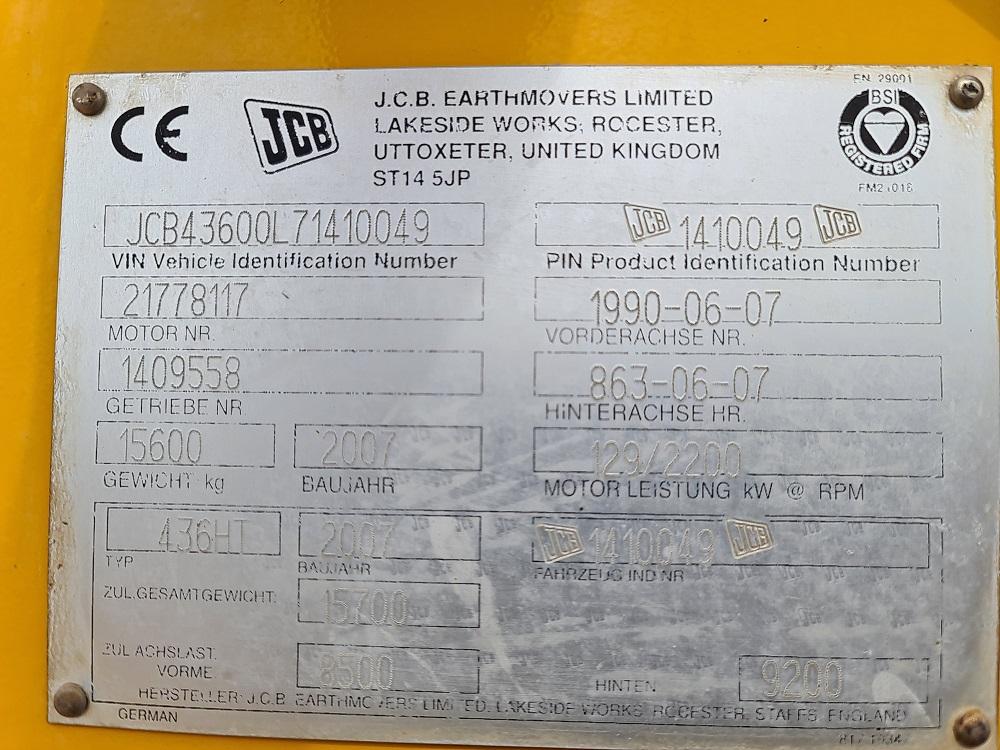 CE
JCB
J.C.B. EARTHMOVERS LIMITED
LAKESIDE WORKS, ROCESTER,
UTTOXETER, UNITED KINGDOM
ST14 5JP
EN 29001
BSI
REGISTERED FIRM
JCB43600L71410049
VIN Vehicle Identification Number
JCB 1410049 JCB
PIN Product Identification Number
21778117
MOTOR NR.
1990-06-07
VORDERACHSE NR.
1409558
GETRIEBE NR
863-06-07
HINTERACHSE HR.
15600
GEWICHT kg
2007
BAUJAHR
129/2200
MOTOR LEISTUNG kW @ RPM
436HT
TYP
2007
BAUJAHR
JCB 1410049 JCB
FAHRZEUG IND NR
ZUL.GESAMTGEWICHT: 15700
ZUL ACHSLAST.
VORME 8500 HINTEN 9200
HERSTELLER: J.C.B EARTHMOVERS LIMITED, LAKESIDE WORKS ROCESTER, STAFFS, ENGLAND
GERMAN